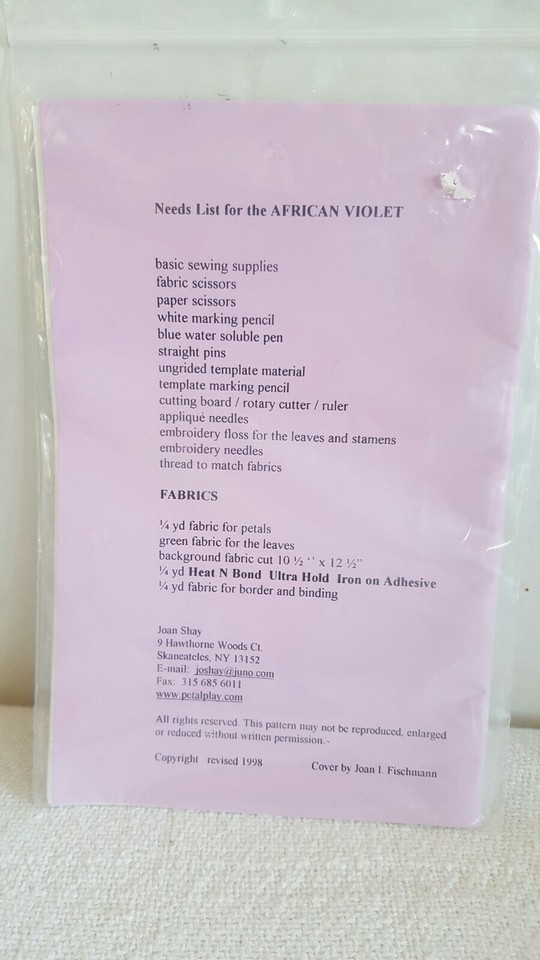 Needs List for the AFRICAN VIOLET
basic sewing supplies
fabric scissors
paper scissors
white marking pencil
blue water soluble pen
straight pins
ungrided template material
template marking pencil
cutting board / rotary cutter / ruler
appliqué needles
embroidery floss for the leaves and stamens
embroidery needles
thread to match fabrics
FABRICS
¼ yd fabric for petals
green fabric for the leaves
background fabric cut 10 ½ '' x 12 ½"
¼ yd Heat N Bond Ultra Hold Iron on Adhesive
¼ yd fabric for border and binding
Joan Shay
9 Hawthorne Woods Ct.
Skaneateles, NY 13152
E-mail: joshay@juno.com
Fax: 315 685 6011
www.petalplay.com
All rights reserved. This pattern may not be reproduced, enlarged
or reduced without written permission.
Copyright revised 1998 Cover by Joan I. Fischmann